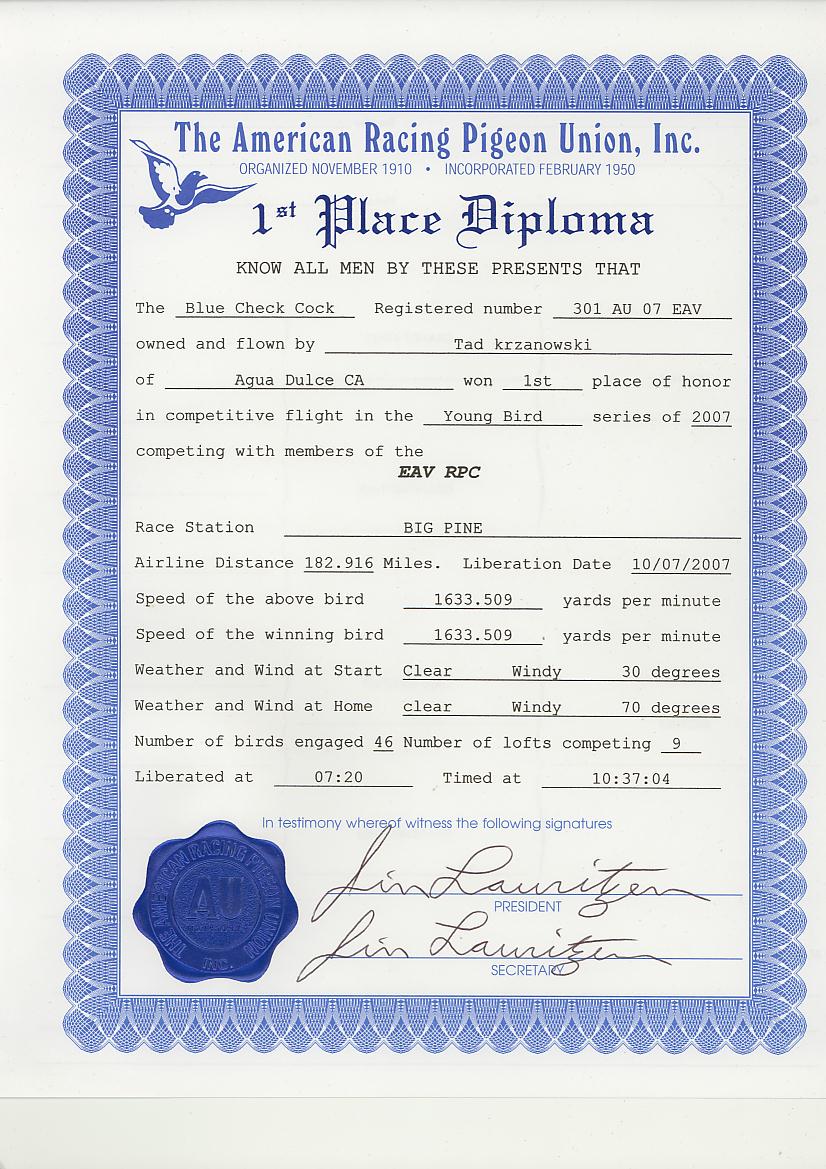 The American Racing Pigeon Union, Inc.
ORGANIZED NOVEMBER 1910 • INCORPORATED FEBRUARY 1950
1st Place Diploma
KNOW ALL MEN BY THESE PRESENTS THAT
The Blue Check Cock Registered number 301 AU 07 EAV
owned and flown by Tad krzanowski
of Agua Dulce CA won 1st place of honor
in competitive flight in the Young Bird series of 2007
competing with members of the
EAV RPC
Race Station BIG PINE
Airline Distance 182.916 Miles. Liberation Date 10/07/2007
Speed of the above bird 1633.509 yards per minute
Speed of the winning bird 1633.509 yards per minute
Weather and Wind at Start Clear Windy 30 degrees
Weather and Wind at Home clear Windy 70 degrees
Number of birds engaged 46 Number of lofts competing 9
Liberated at 07:20 Timed at 10:37:04
In testimony whereof witness the following signatures
Jim Lauritzen
PRESIDENT
Jim Lauritzen
SECRETARY
THE AMERICAN RACING PIGEON UNION
AU
INC.